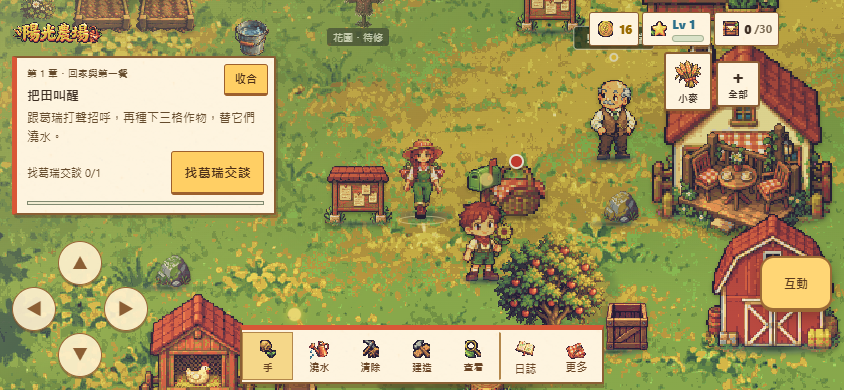 陽光農場
花圃·待修
16
Lv 1
0 /30
第 1 章 · 回家與第一餐
收合
把田叫醒
跟葛瑞打聲招呼，再種下三格作物，替它們
澆水。
找葛瑞交談 0/1
找葛瑞交談
小麥
+
全部
互動
手
澆水
清除
建造
查看
日誌
更多